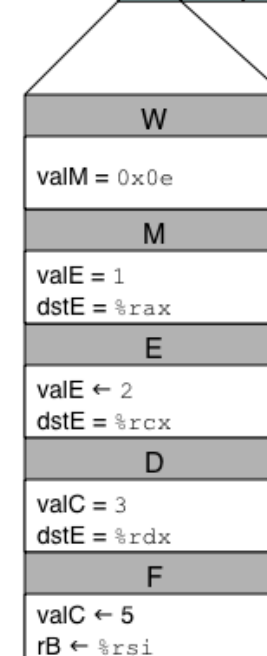 W
valM = 0x0e
M
valE = 1
dstE = %rax
E
valE ← 2
dstE = %rcx
D
valC = 3
dstE = %rdx
F
valC ← 5
rB ← %rsi